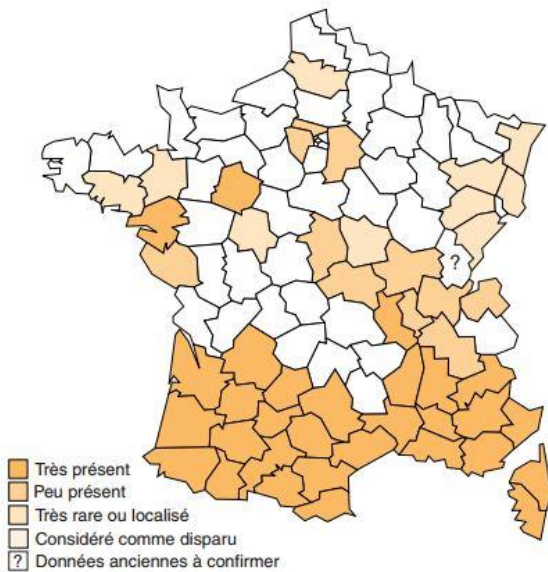 ?
Très présent
Peu présent
Très rare ou localisé
Considéré comme disparu
? Données anciennes à confirmer